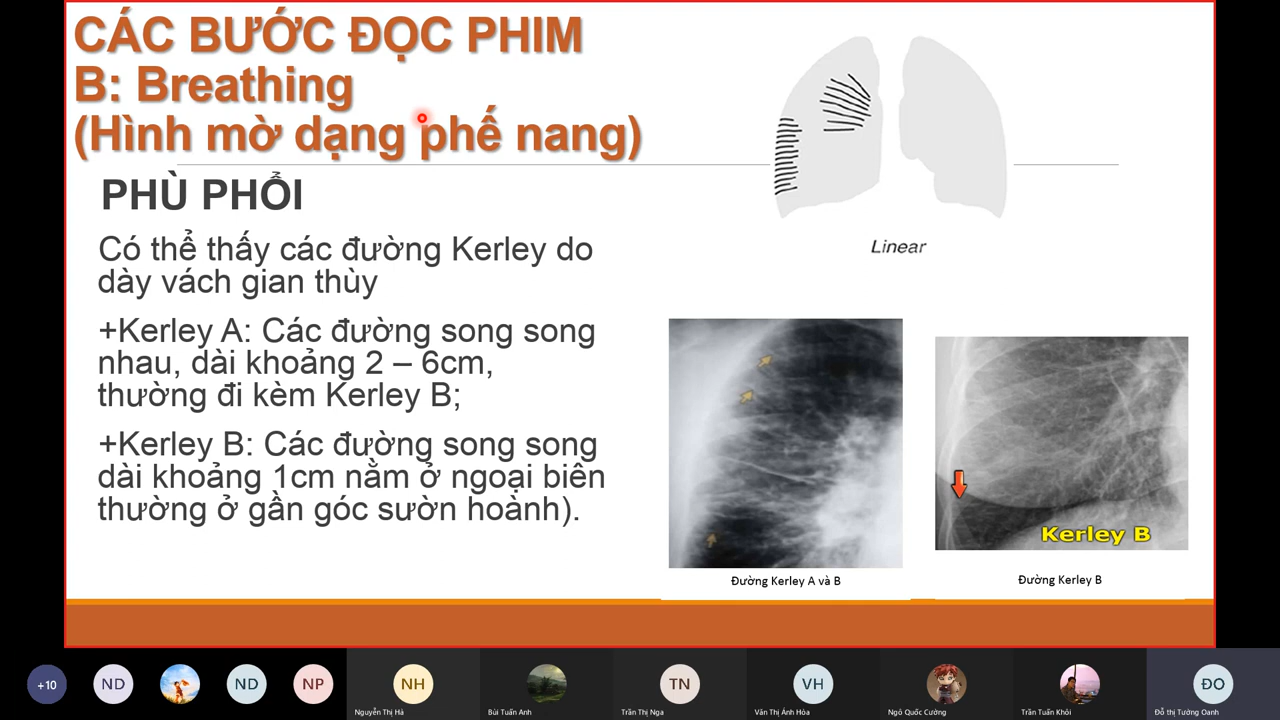 CÁC BƯỚC ĐỌC PHIM
B: Breathing
(Hình mờ dạng phế nang)
PHÙ PHỔI
Có thể thấy các đường Kerley do
dày vách gian thùy
+Kerley A: Các đường song song
nhau, dài khoảng 2 – 6cm,
thường đi kèm Kerley B;
+Kerley B: Các đường song song
dài khoảng 1cm nằm ở ngoại biên
thường ở gần góc sườn hoành).
Linear
Kerley B
Đường Kerley A và B
Đường Kerley B
+10
ND
ND
NP
NH
TN
VH
ĐO
Nguyễn Thị Hà
Bùi Tuấn Anh
Trần Thị Nga
Văn Thị Ánh Hòa
Ngô Quốc Cường
Trần Tuấn Khôi
Đỗ thị Tường Oanh